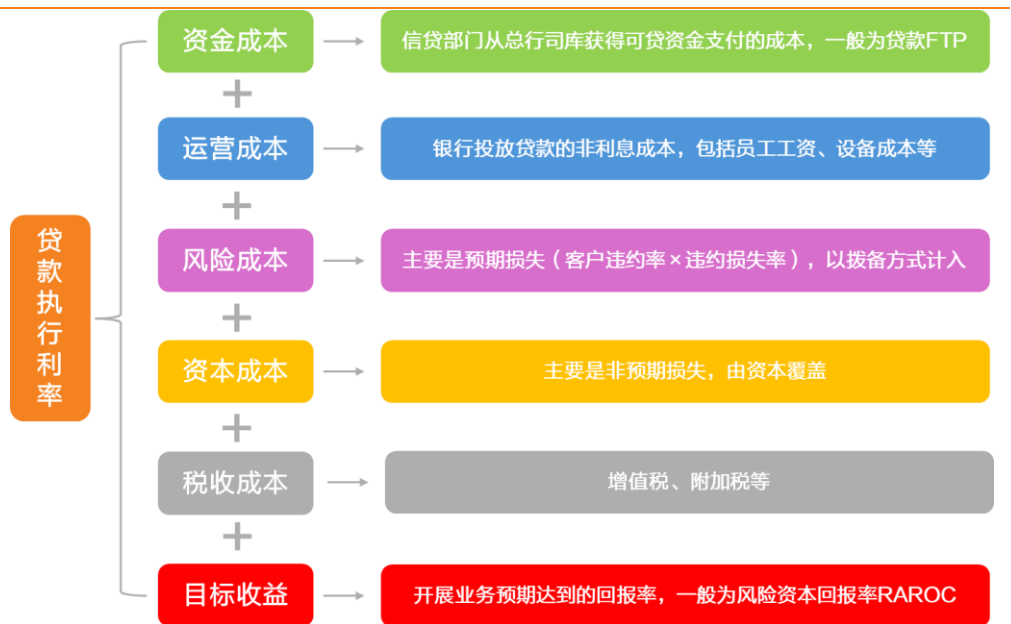 贷款执行利率
资金成本
信贷部门从总行司库获得可贷资金支付的成本，一般为贷款FTP
+
运营成本
银行投放贷款的非利息成本，包括员工工资、设备成本等
+
风险成本
主要是预期损失（客户违约率×违约损失率），以拨备方式计入
+
资本成本
主要是非预期损失，由资本覆盖
+
税收成本
增值税、附加税等
+
目标收益
开展业务预期达到的回报率，一般为风险资本回报率RAROC